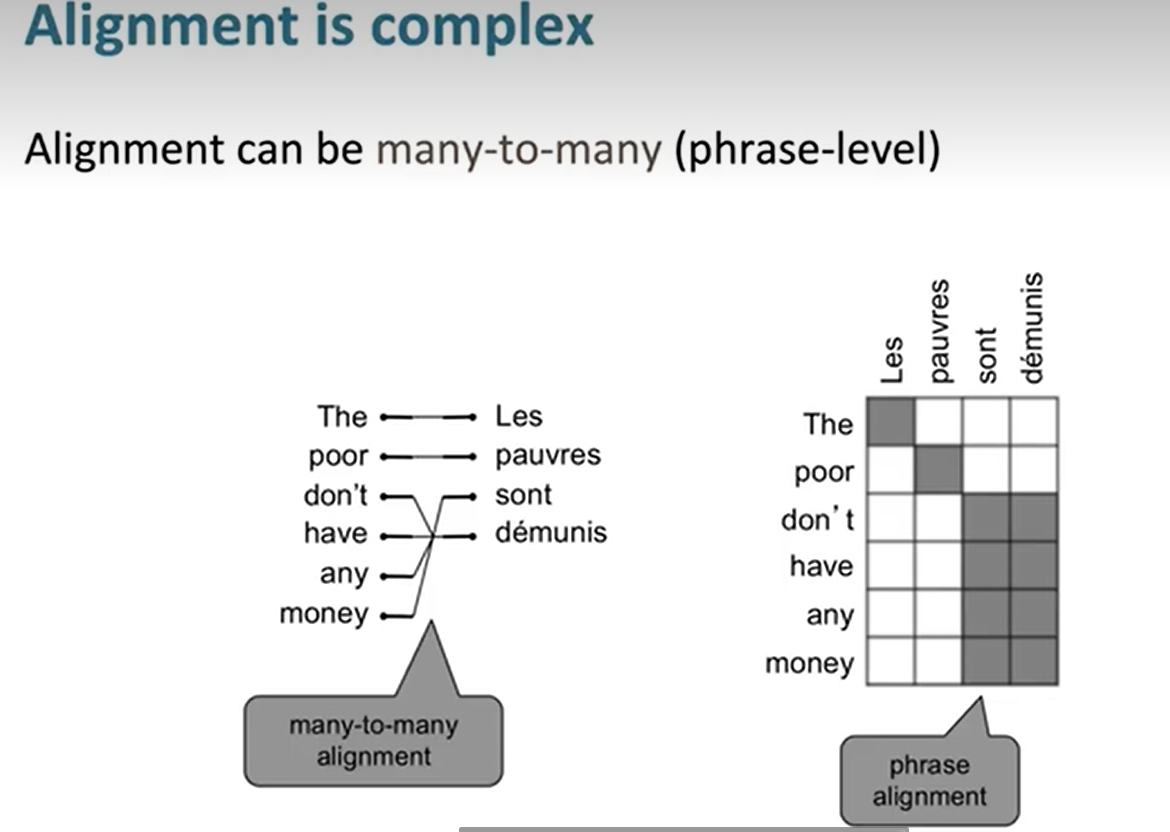 Alignment is complex
Alignment can be many-to-many (phrase-level)
The Les
poor pauvres
don't sont
have démunis
any
money
many-to-many
alignment
Les
pauvres
sont
démunis
The
poor
don't
have
any
money
phrase
alignment